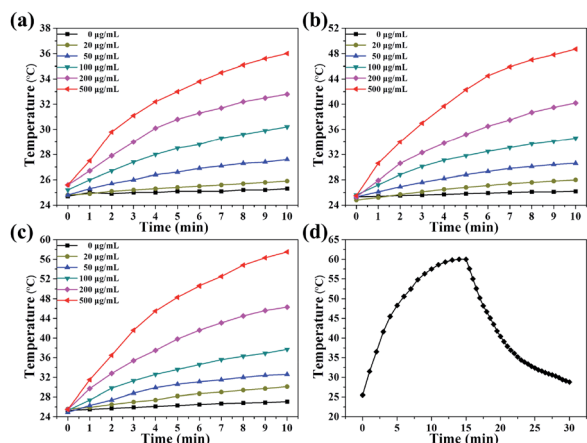 (a)
38
36
34
32
30
28
26
24
Temperature (°C)
0 µg/mL
20 µg/mL
50 µg/mL
100 µg/mL
200 µg/mL
500 µg/mL
0 1 2 3 4 5 6 7 8 9 10
Time (min)
(b)
52
48
44
40
36
32
28
24
Temperature (°C)
0 µg/mL
20 µg/mL
50 µg/mL
100 µg/mL
200 µg/mL
500 µg/mL
0 1 2 3 4 5 6 7 8 9 10
Time (min)
(c)
60
56
52
48
44
40
36
32
28
24
Temperature (°C)
0 µg/mL
20 µg/mL
50 µg/mL
100 µg/mL
200 µg/mL
500 µg/mL
0 1 2 3 4 5 6 7 8 9 10
Time (min)
(d)
65
60
55
50
45
40
35
30
25
20
Temperature (°C)
0 5 10 15 20 25 30
Time (min)